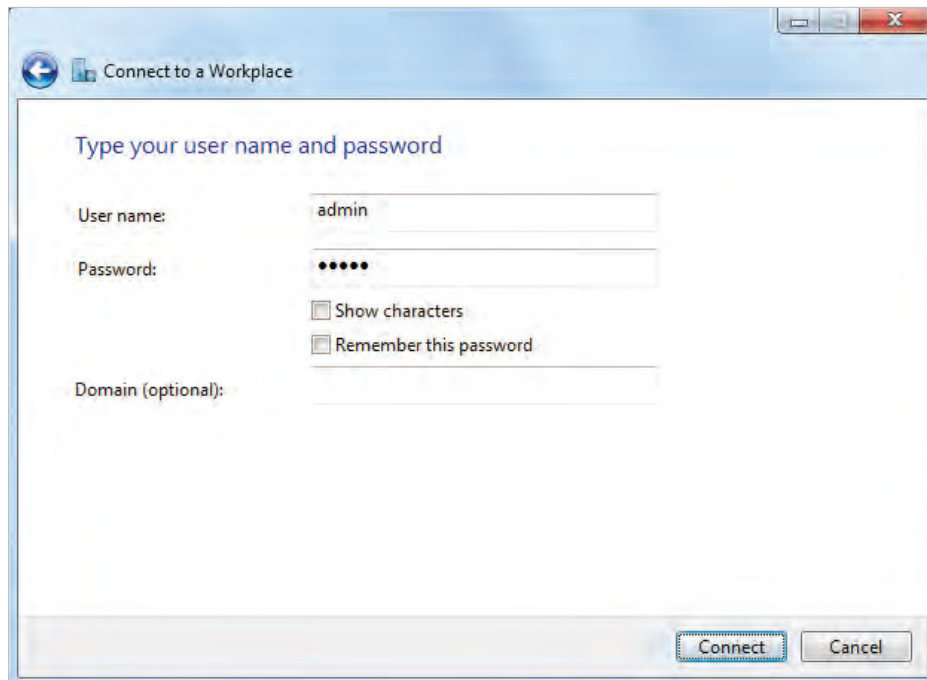 Connect to a Workplace
Type your user name and password
User name:
admin
Password:
•••••
Show characters
Remember this password
Domain (optional):
Connect
Cancel